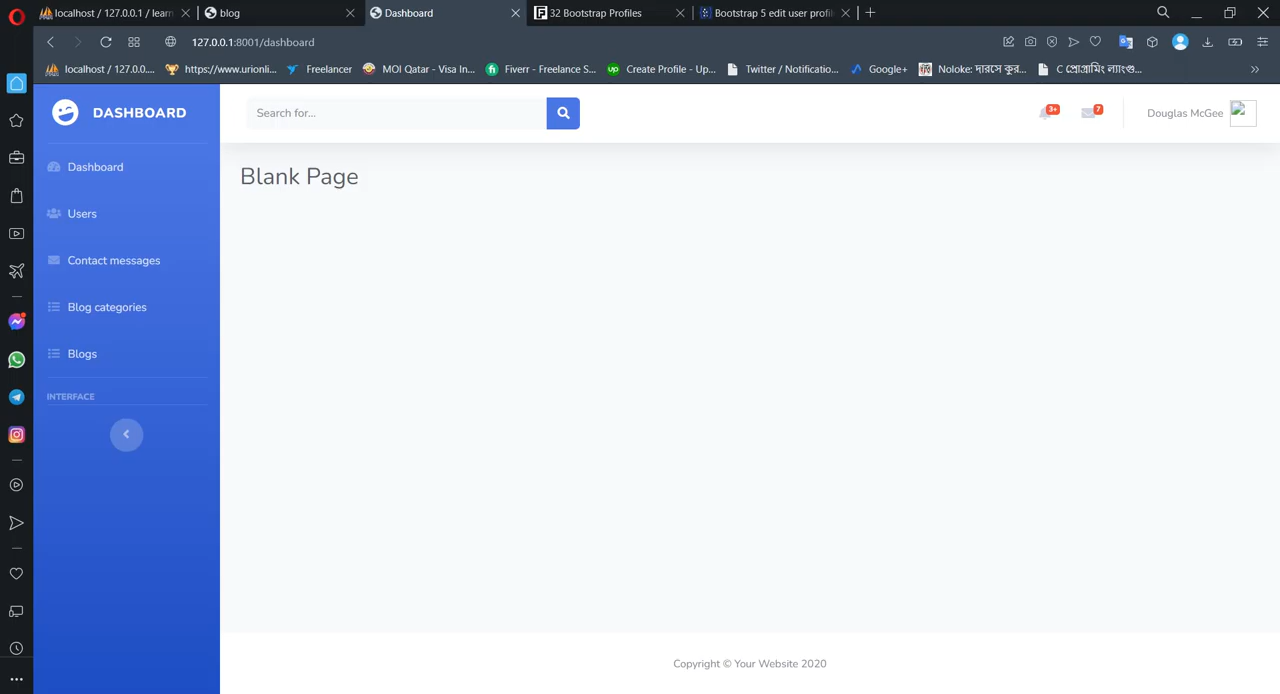 localhost / 127.0.0.1 / learn
blog
Dashboard
32 Bootstrap Profiles
Bootstrap 5 edit user profil
127.0.0.1:8001/dashboard
localhost / 127.0.0....
https://www.urionli...
Freelancer
MOI Qatar - Visa In...
Fiverr - Freelance S...
Create Profile - Up...
Twitter / Notificatio...
Google+
Noloke: দারসে কুর...
C প্রোগ্রামিং ল্যাংগু...
DASHBOARD
Search for...
3+
7
Douglas McGee
Dashboard
Users
Contact messages
Blog categories
Blogs
INTERFACE
Blank Page
Copyright © Your Website 2020